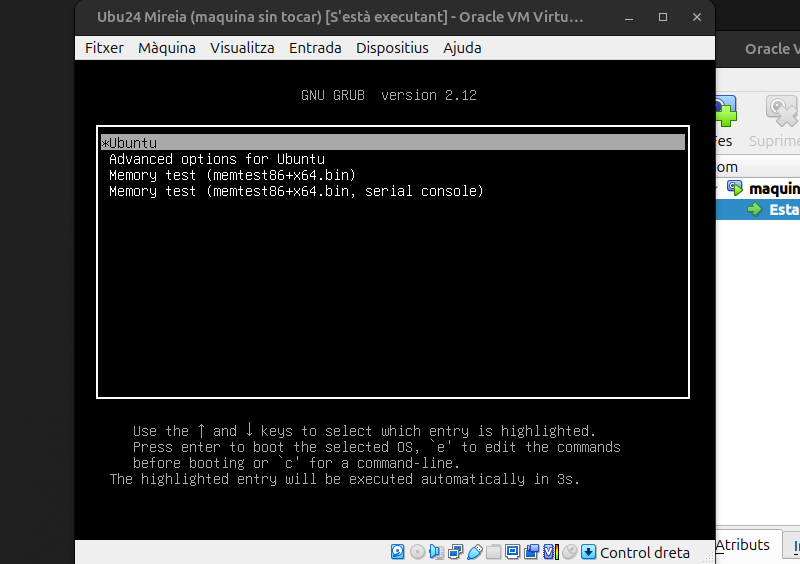 Ubu24 Mireia (maquina sin tocar) [S'està executant] - Oracle VM Virtu...
Oracle V
Fitxer Màquina Visualitza Entrada Dispositius Ajuda
GNU GRUB version 2.12
*Ubuntu
Advanced options for Ubuntu
Memory test (memtest86+x64.bin)
Memory test (memtest86+x64.bin, serial console)
Use the ↑ and ↓ keys to select which entry is highlighted.
Press enter to boot the selected OS, `e' to edit the commands
before booting or `c' for a command-line.
The highlighted entry will be executed automatically in 3s.
Control dreta
es Suprime
om
maquin
Esta
Atributs